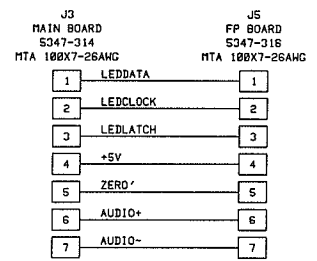 J3 J5
MAIN BOARD FP BOARD
5347-314 5347-316
MTA 100X7-26AWG MTA 100X7-26AWG
1 LEDDATA 1
2 LEDCLOCK 2
3 LEDLATCH 3
4 +5V 4
5 ZERO' 5
6 AUDIO+ 6
7 AUDIO~ 7